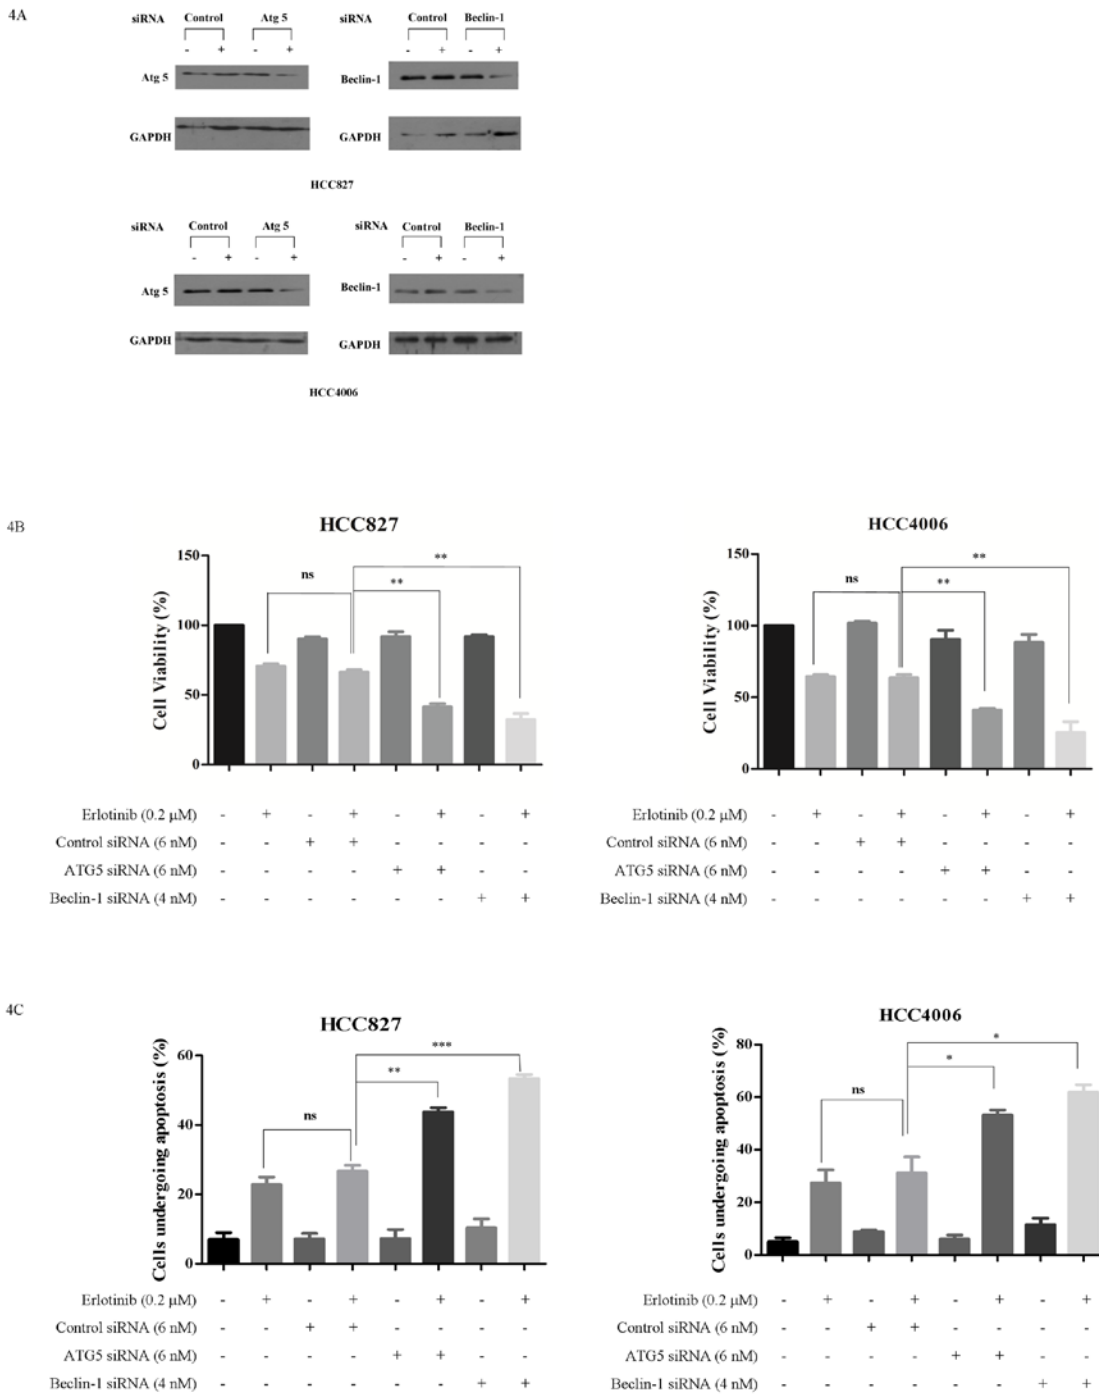 4A
siRNA Control Atg 5
- + - +
Atg 5
GAPDH
siRNA Control Beclin-1
- + - +
Beclin-1
GAPDH
HCC827
siRNA Control Atg 5
- + - +
Atg 5
GAPDH
siRNA Control Beclin-1
- + - +
Beclin-1
GAPDH
HCC4006
4B
HCC827
Cell Viability (%)
150
100
50
0
ns
**
**
Erlotinib (0.2 μM) - + - + - + - +
Control siRNA (6 nM) - - + + - - - -
ATG5 siRNA (6 nM) - - - - + + - -
Beclin-1 siRNA (4 nM) - - - - - - + +
HCC4006
Cell Viability (%)
150
100
50
0
ns
**
**
Erlotinib (0.2 μM) - + - + - + - +
Control siRNA (6 nM) - - + + - - - -
ATG5 siRNA (6 nM) - - - - + + - -
Beclin-1 siRNA (4 nM) - - - - - - + +
4C
HCC827
Cells undergoing apoptosis (%)
60
40
20
0
ns
**
***
Erlotinib (0.2 μM) - + - + - + - +
Control siRNA (6 nM) - - + + - - - -
ATG5 siRNA (6 nM) - - - - + + - -
Beclin-1 siRNA (4 nM) - - - - - - + +
HCC4006
Cells undergoing apoptosis (%)
80
60
40
20
0
ns
*
*
Erlotinib (0.2 μM) - + - + - + - +
Control siRNA (6 nM) - - + + - - - -
ATG5 siRNA (6 nM) - - - - + + - -
Beclin-1 siRNA (4 nM) - - - - - - + +